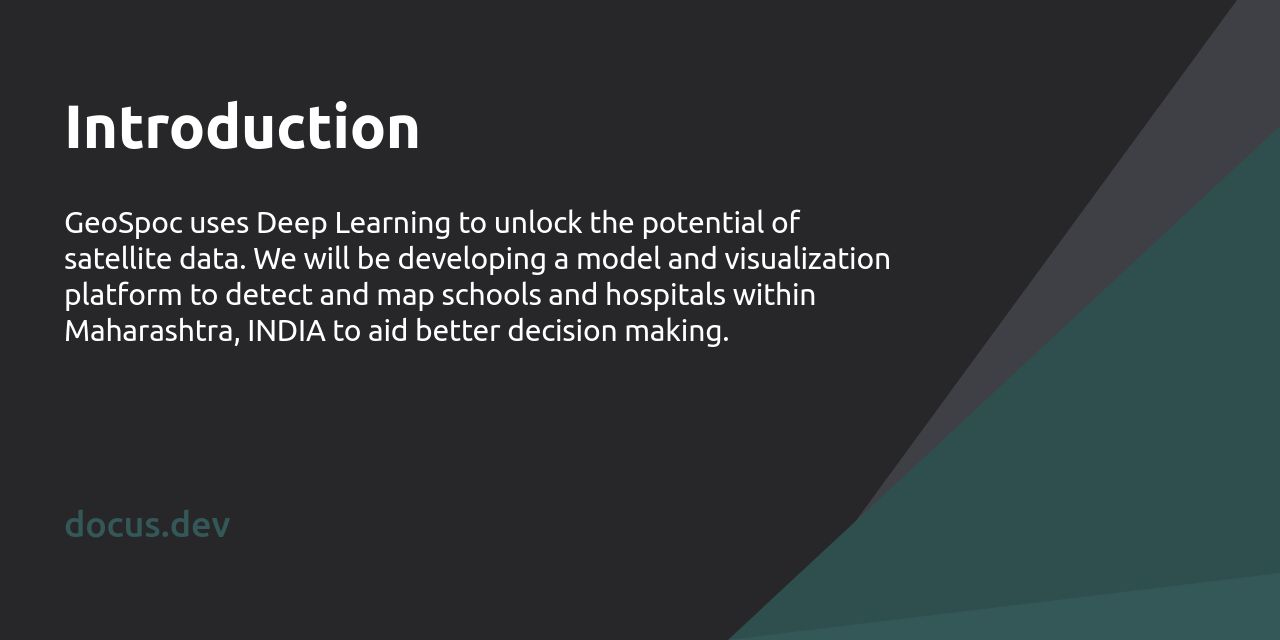 Introduction
GeoSpoc uses Deep Learning to unlock the potential of
satellite data. We will be developing a model and visualization
platform to detect and map schools and hospitals within
Maharashtra, INDIA to aid better decision making.
docus.dev